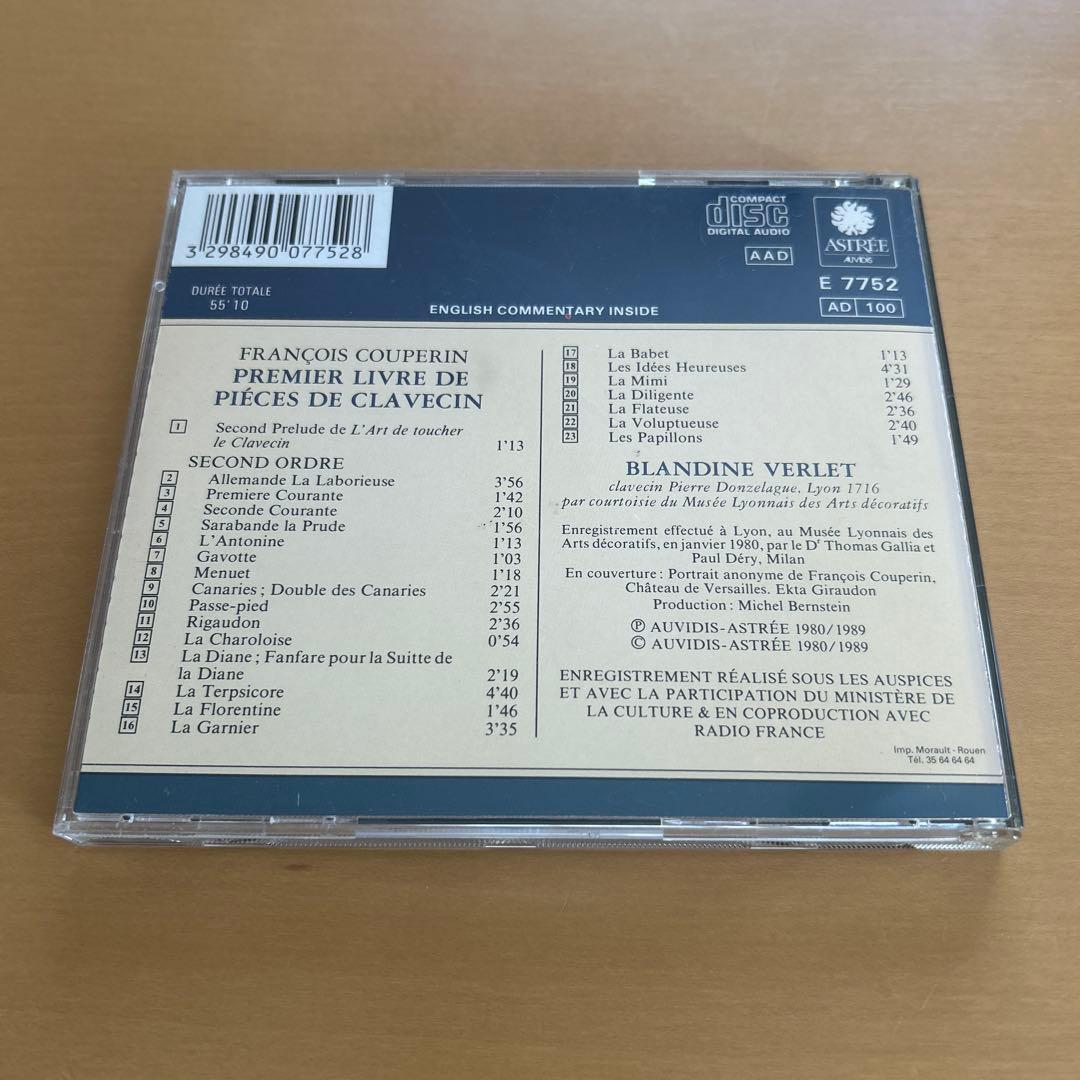 3 298490 077528
DURÉE TOTALE
55'10
ENGLISH COMMENTARY INSIDE
COMPACT
disc
DIGITAL AUDIO
AAD
ASTRÉE
AUVIDIS
E 7752
AD 100
FRANÇOIS COUPERIN
PREMIER LIVRE DE
PIÉCES DE CLAVECIN
1 Second Prelude de L'Art de toucher
le Clavecin 1'13
SECOND ORDRE
2 Allemande La Laborieuse 3'56
3 Premiere Courante 1'42
4 Seconde Courante 2'10
5 Sarabande la Prude 1'56
6 L'Antonine 1'13
7 Gavotte 1'03
8 Menuet 1'18
9 Canaries ; Double des Canaries 2'21
10 Passe-pied 2'55
11 Rigaudon 2'36
12 La Charoloise 0'54
13 La Diane ; Fanfare pour la Suitte de
la Diane 2'19
14 La Terpsicore 4'40
15 La Florentine 1'46
16 La Garnier 3'35
17 La Babet 1'13
18 Les Idées Heureuses 4'31
19 La Mimi 1'29
20 La Diligente 2'46
21 La Flateuse 2'36
22 La Voluptueuse 2'40
23 Les Papillons 1'49
BLANDINE VERLET
clavecin Pierre Donzelague, Lyon 1716
par courtoisie du Musée Lyonnais des Arts décoratifs
Enregistrement effectué à Lyon, au Musée Lyonnais des
Arts décoratifs, en janvier 1980, par le Dr Thomas Gallia et
Paul Déry, Milan
En couverture : Portrait anonyme de François Couperin,
Château de Versailles. Ekta Giraudon
Production : Michel Bernstein
Ⓟ AUVIDIS-ASTRÉE 1980/1989
© AUVIDIS-ASTRÉE 1980/1989
ENREGISTREMENT RÉALISÉ SOUS LES AUSPICES
ET AVEC LA PARTICIPATION DU MINISTÈRE DE
LA CULTURE & EN COPRODUCTION AVEC
RADIO FRANCE
Imp. Morault - Rouen
Tél. 35 64 64 64